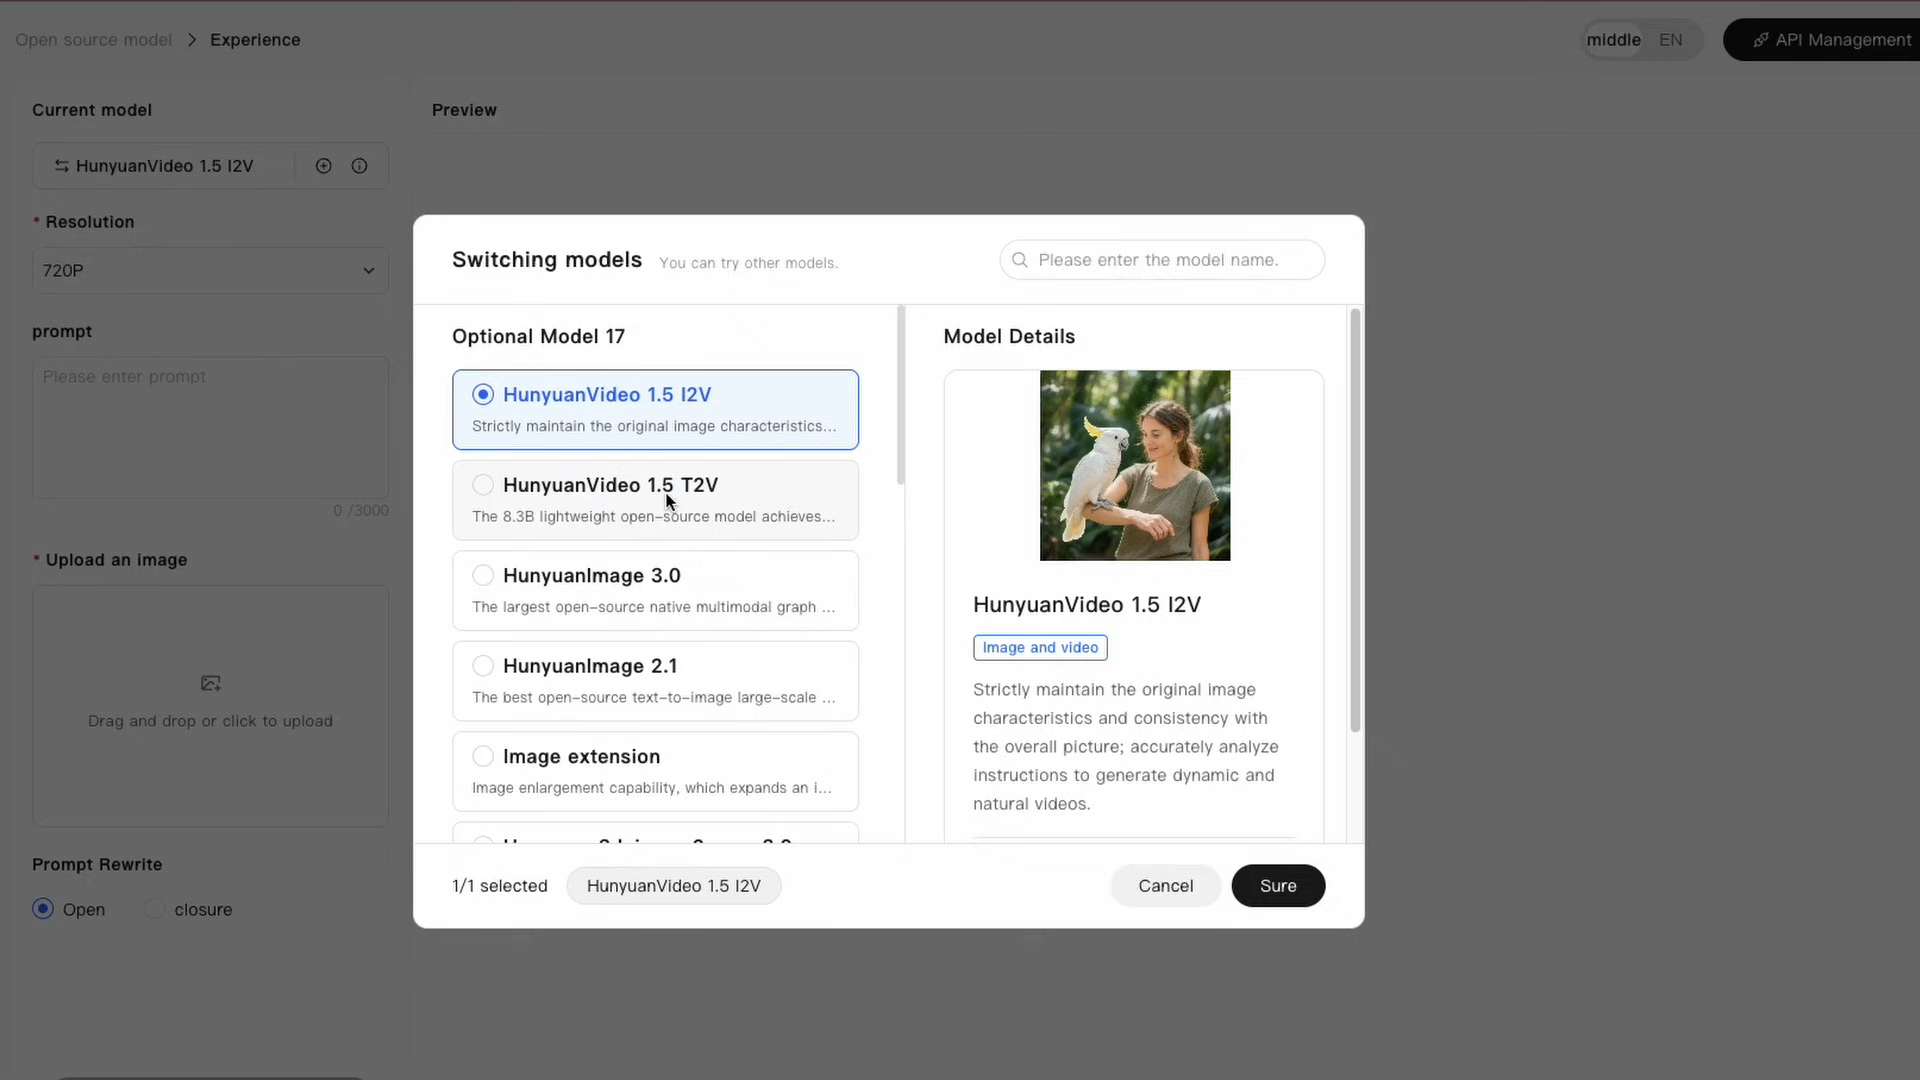 Open source model > Experience
middle EN
API Management
Current model
HunyuanVideo 1.5 I2V
* Resolution
720P
prompt
Please enter prompt
0 /3000
* Upload an image
Drag and drop or click to upload
Prompt Rewrite
Open closure
Preview
Switching models You can try other models.
Please enter the model name.
Optional Model 17
HunyuanVideo 1.5 I2V
Strictly maintain the original image characteristics...
HunyuanVideo 1.5 T2V
The 8.3B lightweight open-source model achieves...
HunyuanImage 3.0
The largest open-source native multimodal graph ...
HunyuanImage 2.1
The best open-source text-to-image large-scale ...
Image extension
Image enlargement capability, which expands an i...
Model Details
HunyuanVideo 1.5 I2V
Image and video
Strictly maintain the original image
characteristics and consistency with
the overall picture; accurately analyze
instructions to generate dynamic and
natural videos.
1/1 selected HunyuanVideo 1.5 I2V
Cancel Sure